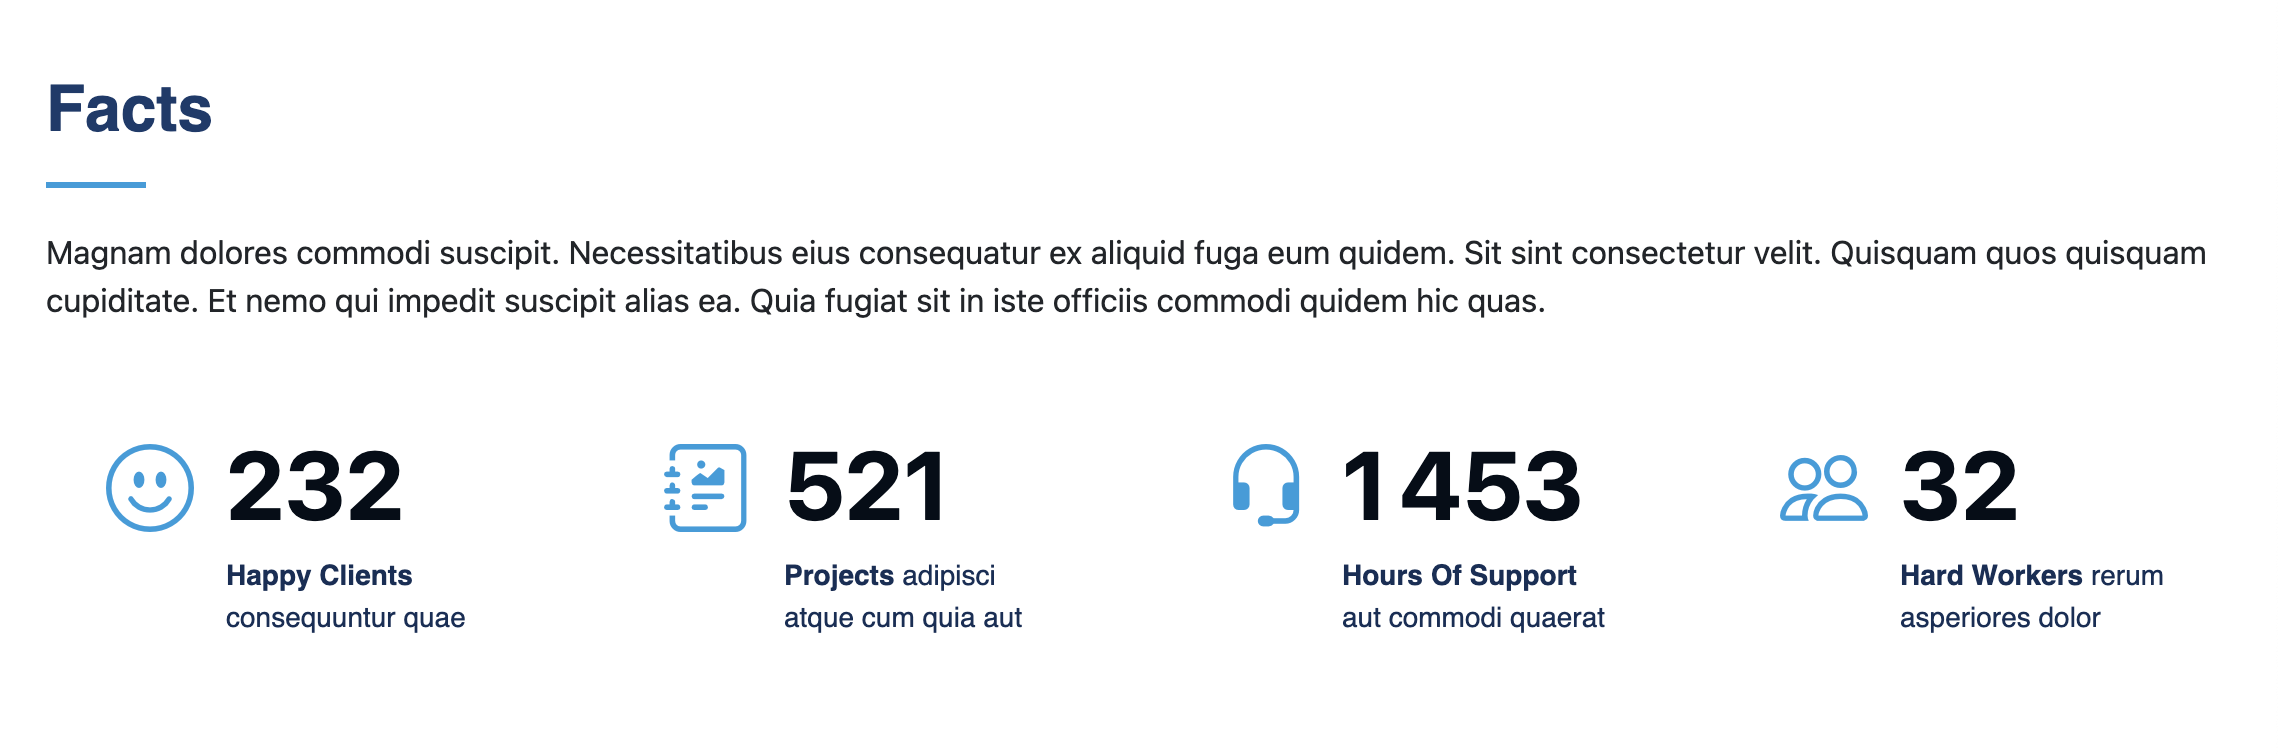 Facts
Magnam dolores commodi suscipit. Necessitatibus eius consequatur ex aliquid fuga eum quidem. Sit sint consectetur velit. Quisquam quos quisquam
cupiditate. Et nemo qui impedit suscipit alias ea. Quia fugiat sit in iste officiis commodi quidem hic quas.
232
Happy Clients
consequuntur quae
521
Projects adipisci
atque cum quia aut
1453
Hours Of Support
aut commodi quaerat
32
Hard Workers rerum
asperiores dolor